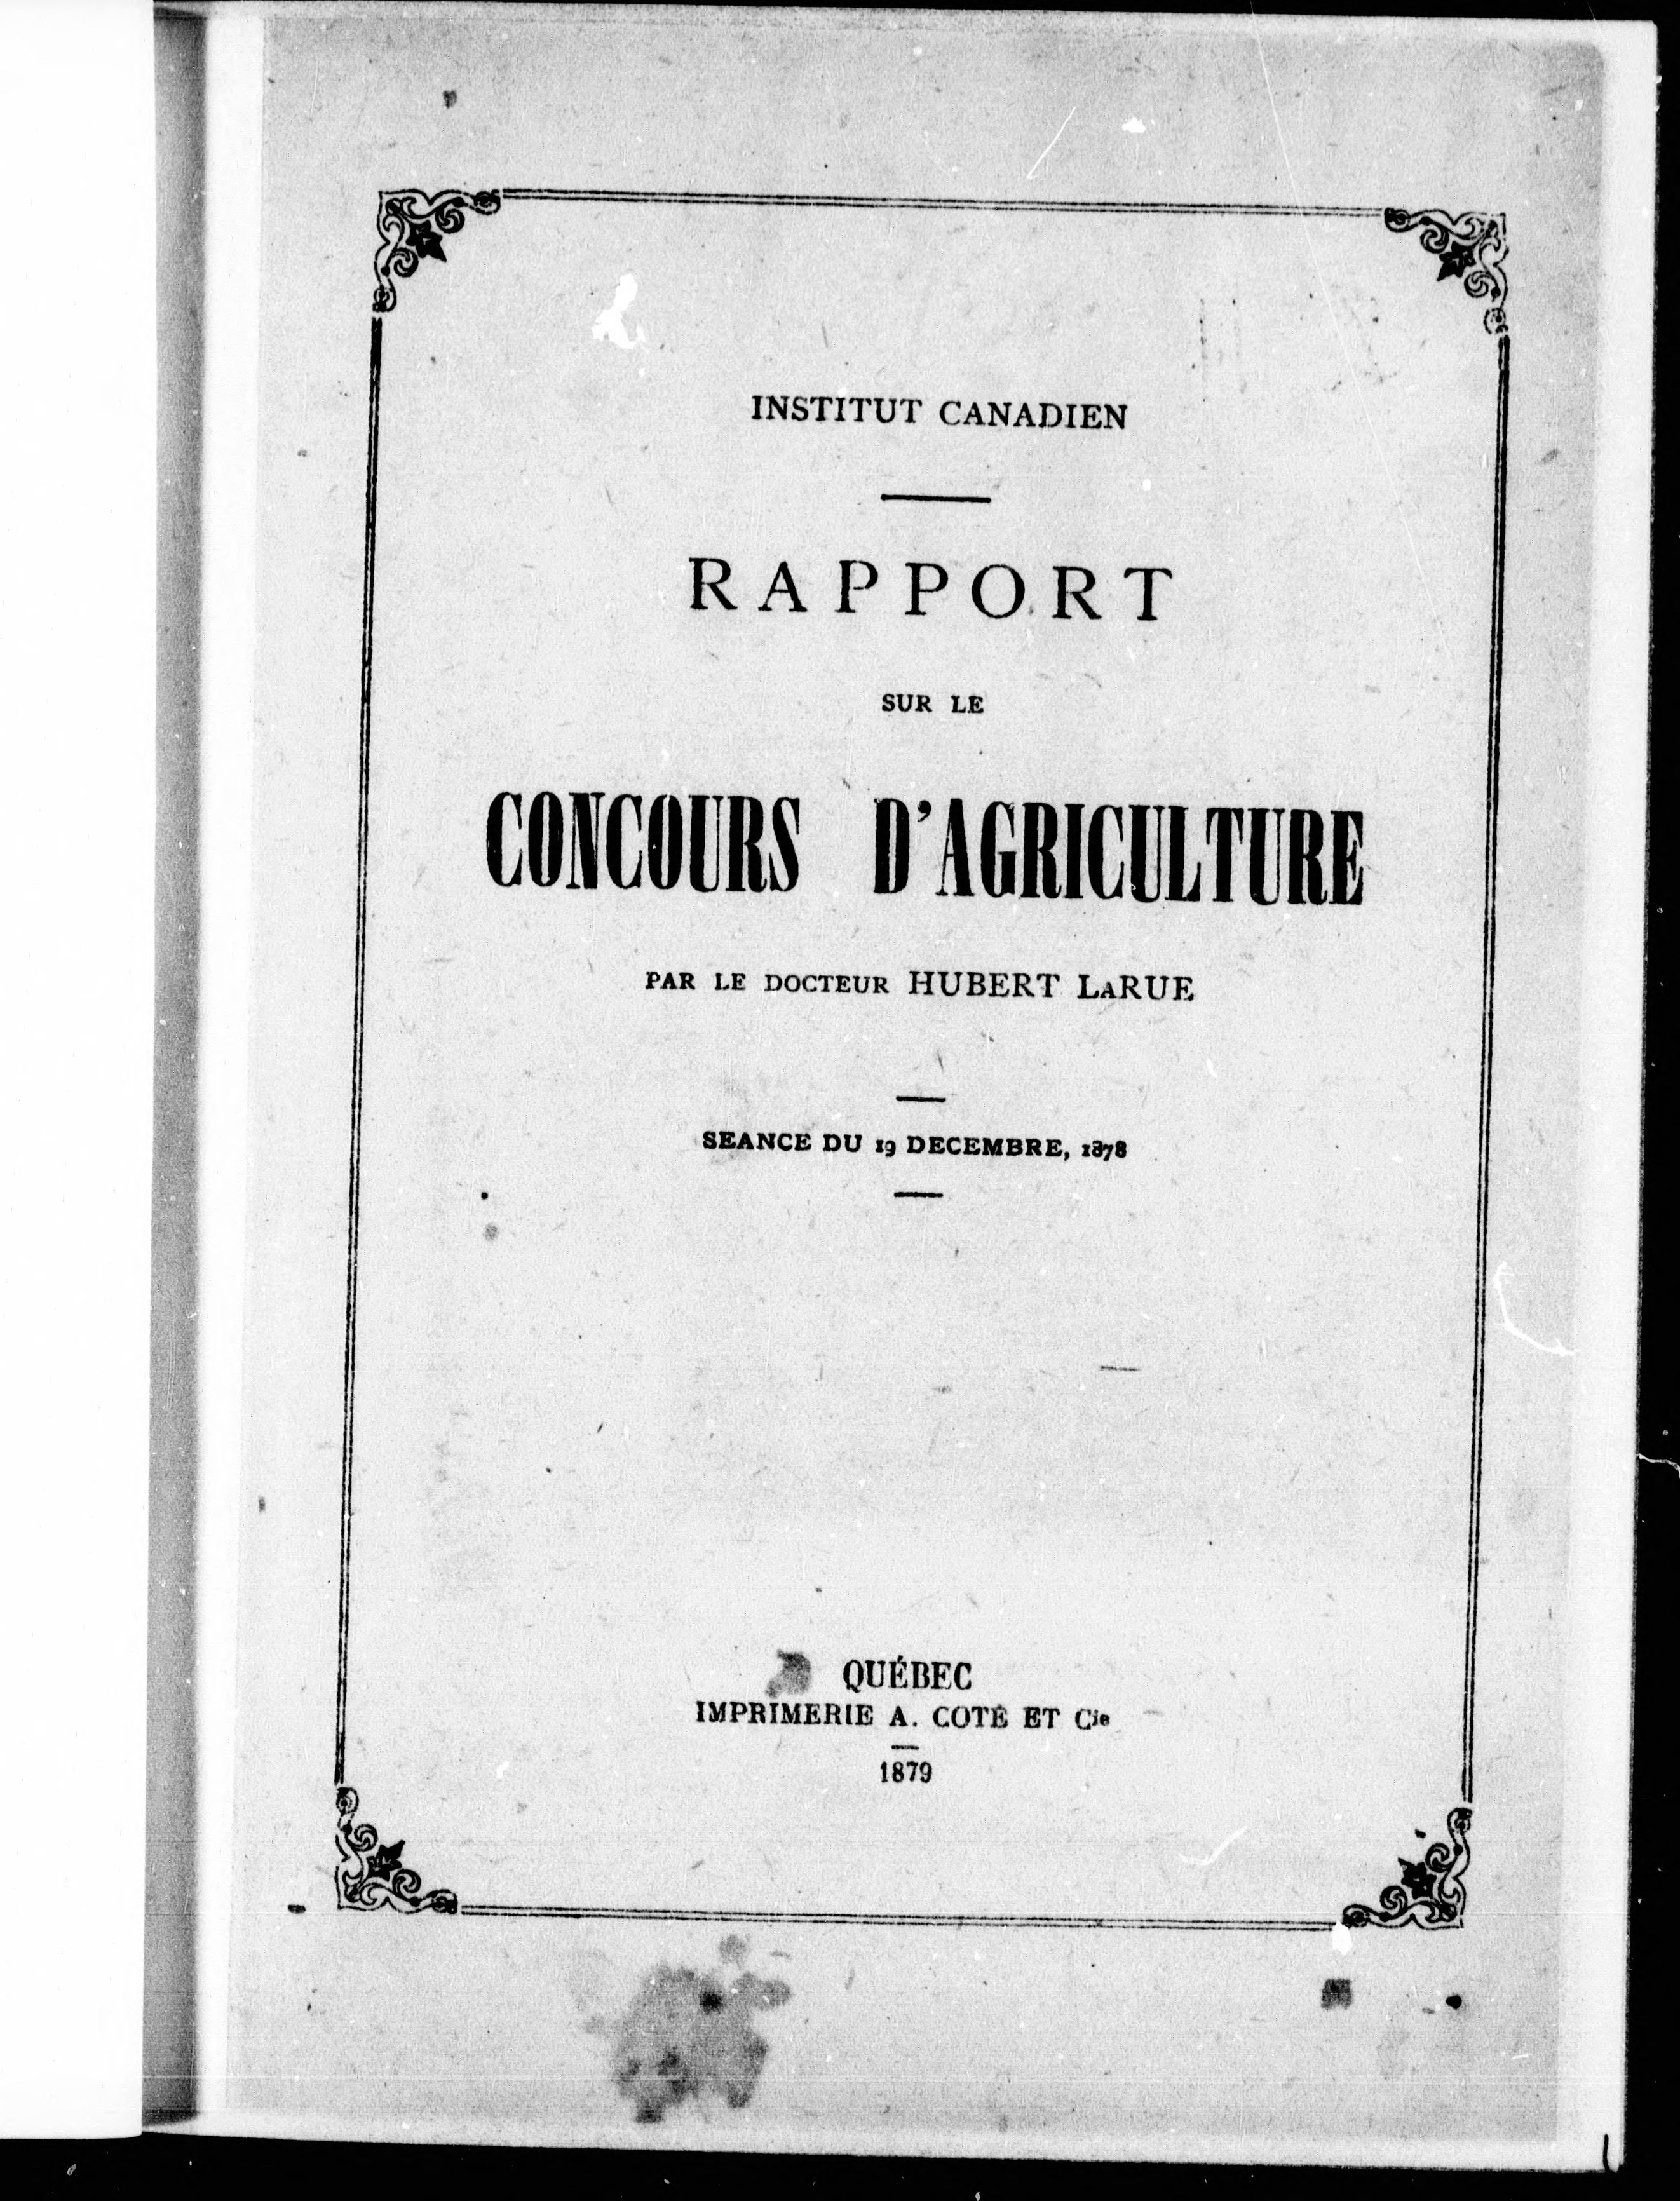 INSTITUT CANADIEN
RAPPORT
SUR LE
CONCOURS D'AGRICULTURE
PAR LE DOCTEUR HUBERT LARUE
SEANCE DU 19 DECEMBRE, 1878
QUÉBEC
IMPRIMERIE A. COTÉ ET Cie
1879